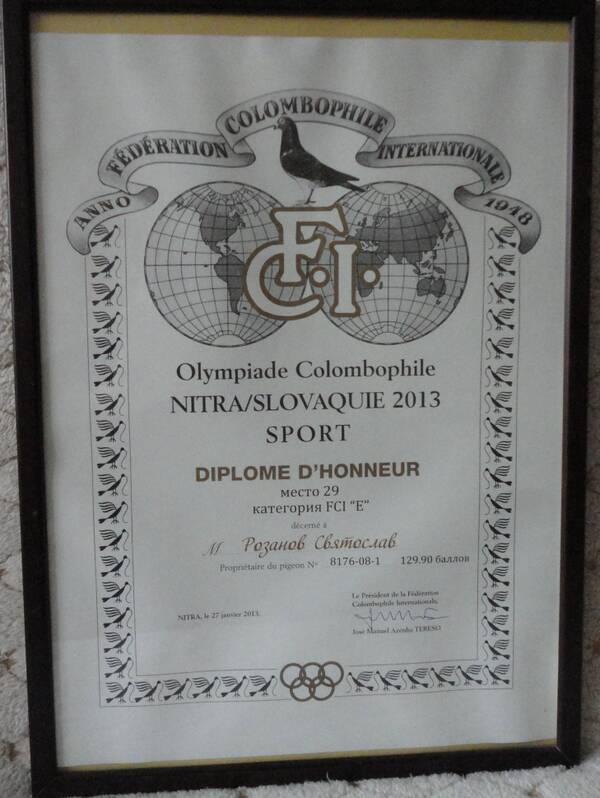 ANNO FÉDÉRATION COLOMBOPHILE INTERNATIONALE 1948
F.C.I.
Olympiade Colombophile
NITRA/SLOVAQUIE 2013
SPORT
DIPLOME D'HONNEUR
место 29
категория FCI "E"
décerné à
M Розанов Святослав
Propriétaire du pigeon N° 8176-08-1 129.90 баллов
Le Président de la Fédération
Colombophile Internationale,
NITRA, le 27 janvier 2013.
José Manuel Azenha TERESO